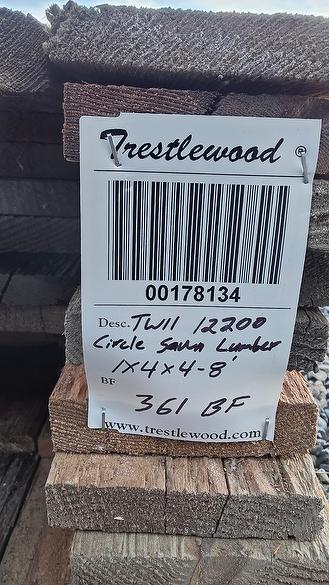 Trestlewood ®
00178134
Desc. TWII 12200
Circle Sawn Lumber
1x4x4-8'
BF
361 BF
www.trestlewood.com